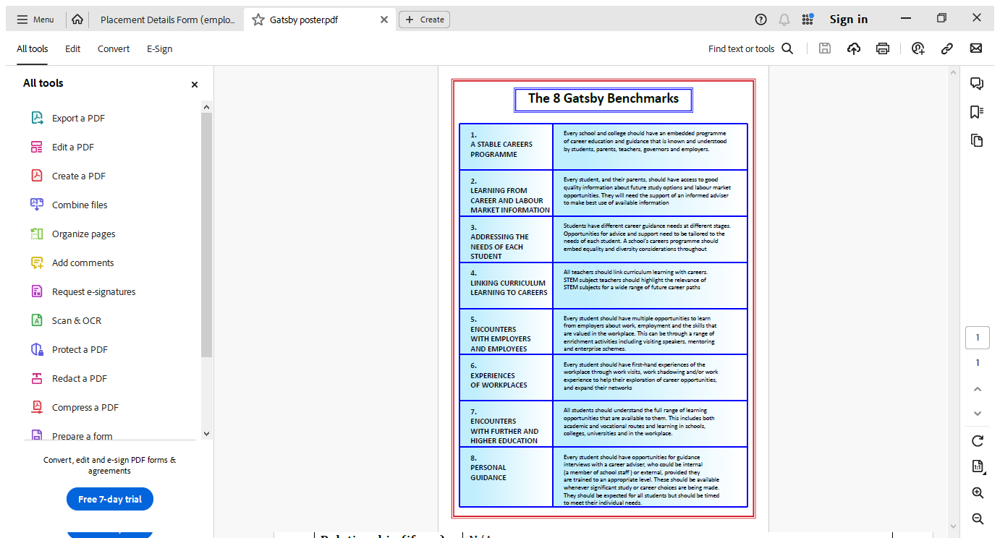 Menu
Placement Details Form (emplo...
Gatsby poster.pdf
Create
Sign in
All tools
Edit
Convert
E-Sign
Find text or tools
All tools
Export a PDF
Edit a PDF
Create a PDF
Combine files
Organize pages
Add comments
Request e-signatures
Scan & OCR
Protect a PDF
Redact a PDF
Compress a PDF
Prepare a form
Convert, edit and e-sign PDF forms &
agreements
Free 7-day trial
The 8 Gatsby Benchmarks
1.
A STABLE CAREERS
PROGRAMME
Every school and college should have an embedded programme
of career education and guidance that is known and understood
by students, parents, teachers, governors and employers.
2.
LEARNING FROM
CAREER AND LABOUR
MARKET INFORMATION
Every student, and their parents, should have access to good
quality information about future study options and labour market
opportunities. They will need the support of an informed adviser
to make best use of available information
3.
ADDRESSING THE
NEEDS OF EACH
STUDENT
Students have different career guidance needs at different stages.
Opportunities for advice and support need to be tailored to the
needs of each student. A school's careers programme should
embed equality and diversity considerations throughout
4.
LINKING CURRICULUM
LEARNING TO CAREERS
All teachers should link curriculum learning with careers.
STEM subject teachers should highlight the relevance of
STEM subjects for a wide range of future career paths
5.
ENCOUNTERS
WITH EMPLOYERS
AND EMPLOYEES
Every student should have multiple opportunities to learn
from employers about work, employment and the skills that
are valued in the workplace. This can be through a range of
enrichment activities including visiting speakers, mentoring
and enterprise schemes.
6.
EXPERIENCES
OF WORKPLACES
Every student should have first-hand experiences of the
workplace through work visits, work shadowing and/or work
experience to help their exploration of career opportunities,
and expand their networks
7.
ENCOUNTERS
WITH FURTHER AND
HIGHER EDUCATION
All students should understand the full range of learning
opportunities that are available to them. This includes both
academic and vocational routes and learning in schools,
colleges, universities and in the workplace.
8.
PERSONAL
GUIDANCE
Every student should have opportunities for guidance
interviews with a career adviser, who could be internal
(a member of school staff ) or external, provided they
are trained to an appropriate level. These should be available
whenever significant study or career choices are being made.
They should be expected for all students but should be timed
to meet their individual needs.
1
1
1:1